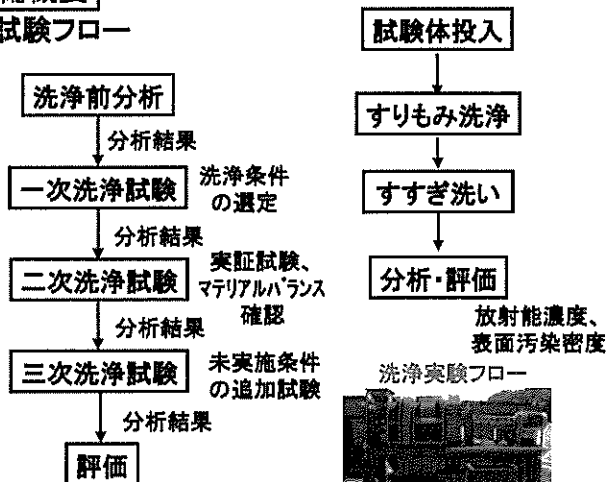 試験フロー
洗浄前分析
分析結果
一次洗浄試験
洗浄条件
の選定
分析結果
二次洗浄試験
実証試験、
マテリアルバランス
確認
分析結果
三次洗浄試験
未実施条件
の追加試験
分析結果
評価
試験体投入
すりもみ洗浄
すすぎ洗い
分析・評価
放射能濃度、
表面汚染密度
洗浄実験フロー